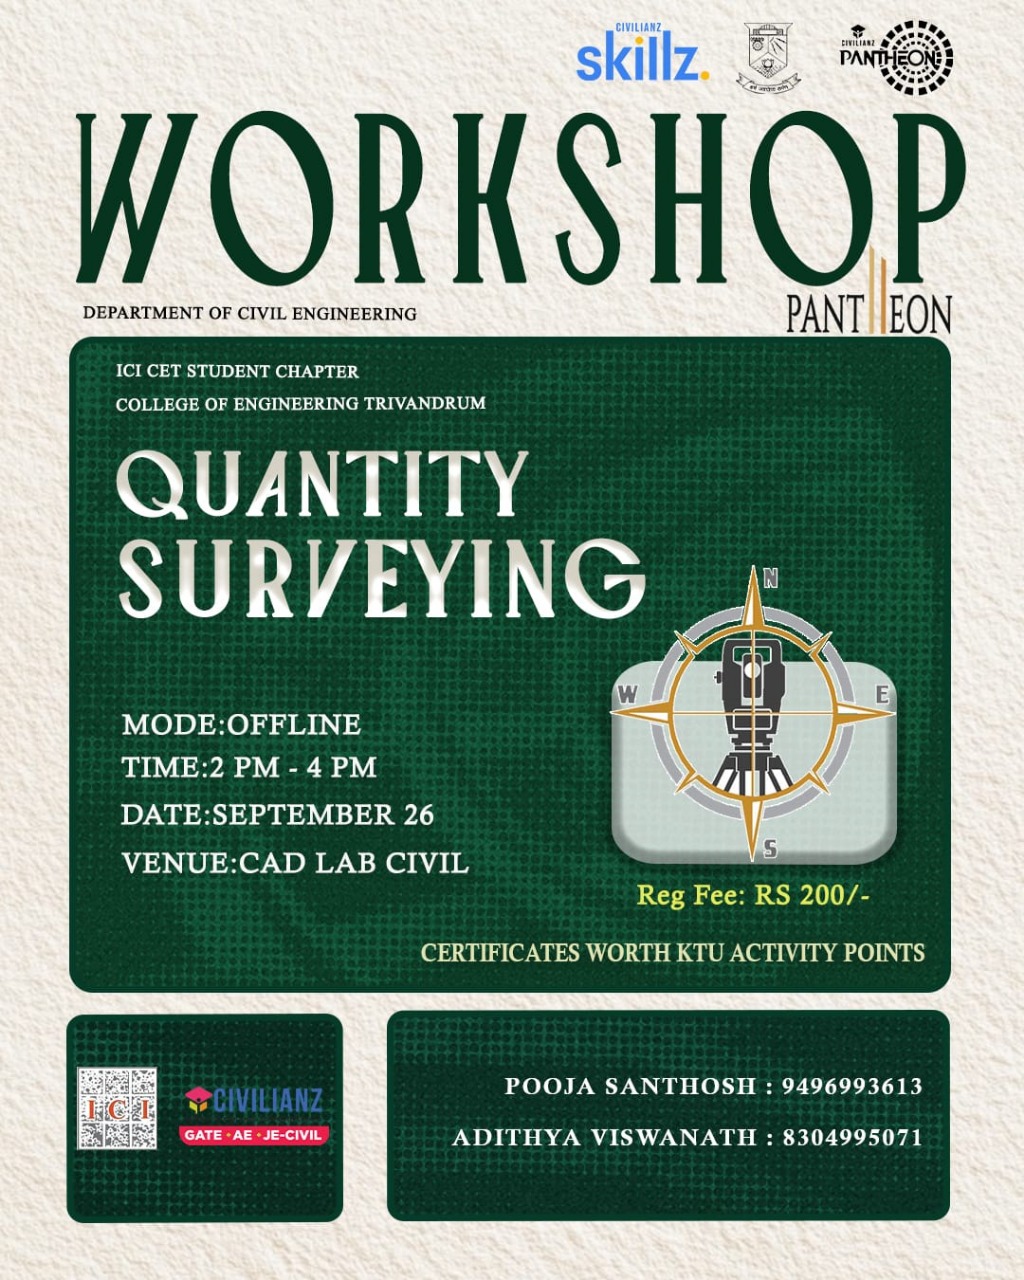 CIVILIANZ
skillz.
CIVILIANZ
PANTHEON
WORKSHOP
DEPARTMENT OF CIVIL ENGINEERING
PANTHEON
ICI CET STUDENT CHAPTER
COLLEGE OF ENGINEERING TRIVANDRUM
QUANTITY
SURVEYING
N
W
E
S
MODE:OFFLINE
TIME:2 PM - 4 PM
DATE:SEPTEMBER 26
VENUE:CAD LAB CIVIL
Reg Fee: RS 200/-
CERTIFICATES WORTH KTU ACTIVITY POINTS
ICI
CIVILIANZ
GATE • AE • JE-CIVIL
POOJA SANTHOSH : 9496993613
ADITHYA VISWANATH : 8304995071